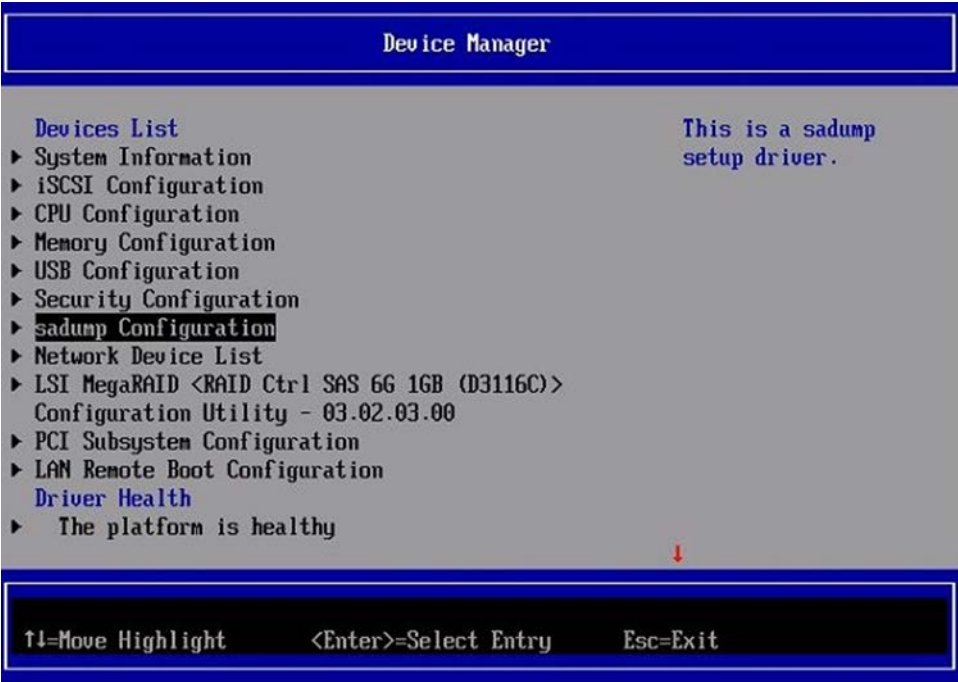 Device Manager
Devices List
This is a sadump
▶ System Information
setup driver.
▶ iSCSI Configuration
▶ CPU Configuration
▶ Memory Configuration
▶ USB Configuration
▶ Security Configuration
▶ sadump Configuration
▶ Network Device List
▶ LSI MegaRAID <RAID Ctrl SAS 6G 1GB (D3116C)>
Configuration Utility - 03.02.03.00
▶ PCI Subsystem Configuration
▶ LAN Remote Boot Configuration
Driver Health
▶ The platform is healthy
↓
↑↓=Move Highlight <Enter>=Select Entry Esc=Exit